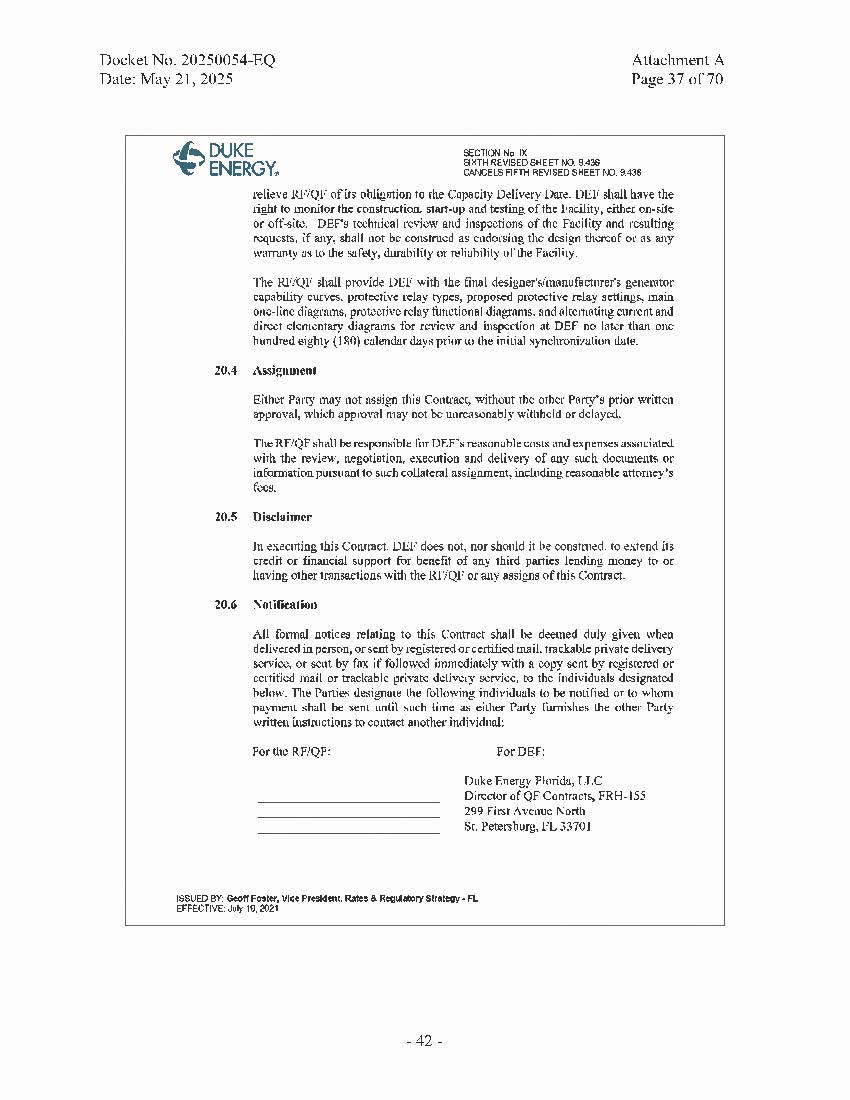 Docket No. 20250054-EQ
Attachment A
Date: May 21, 2025
Page 37 of 70
DUKE
ENERGY®
SECTION No. IX
SIXTH REVISED SHEET NO. 9.436
CANCELS FIFTH REVISED SHEET NO. 9.436
relieve RF/QF of its obligation to the Capacity Delivery Date. DEF shall have the
right to monitor the construction, start-up and testing of the Facility, either on-site
or off-site. DEF's technical review and inspections of the Facility and resulting
requests, if any, shall not be construed as endorsing the design thereof or as any
warranty as to the safety, durability or reliability of the Facility.
The RF/QF shall provide DEF with the final designer's/manufacturer's generator
capability curves, protective relay types, proposed protective relay settings, main
one-line diagrams, protective relay functional diagrams, and alternating current and
direct elementary diagrams for review and inspection at DEF no later than one
hundred eighty (180) calendar days prior to the initial synchronization date.
20.4 Assignment
Either Party may not assign this Contract, without the other Party's prior written
approval, which approval may not be unreasonably withheld or delayed.
The RF/QF shall be responsible for DEF's reasonable costs and expenses associated
with the review, negotiation, execution and delivery of any such documents or
information pursuant to such collateral assignment, including reasonable attorney's
fees.
20.5 Disclaimer
In executing this Contract, DEF does not, nor should it be construed, to extend its
credit or financial support for benefit of any third parties lending money to or
having other transactions with the RF/QF or any assigns of this Contract.
20.6 Notification
All formal notices relating to this Contract shall be deemed duly given when
delivered in person, or sent by registered or certified mail, trackable private delivery
service, or sent by fax if followed immediately with a copy sent by registered or
certified mail or trackable private delivery service, to the individuals designated
below. The Parties designate the following individuals to be notified or to whom
payment shall be sent until such time as either Party furnishes the other Party
written instructions to contact another individual:
For the RF/QF:
For DEF:
Duke Energy Florida, LLC
Director of QF Contracts, FRH-155
299 First Avenue North
St. Petersburg, FL 33701
ISSUED BY: Geoff Foster, Vice President, Rates & Regulatory Strategy - FL
EFFECTIVE: July 19, 2021
- 42 -